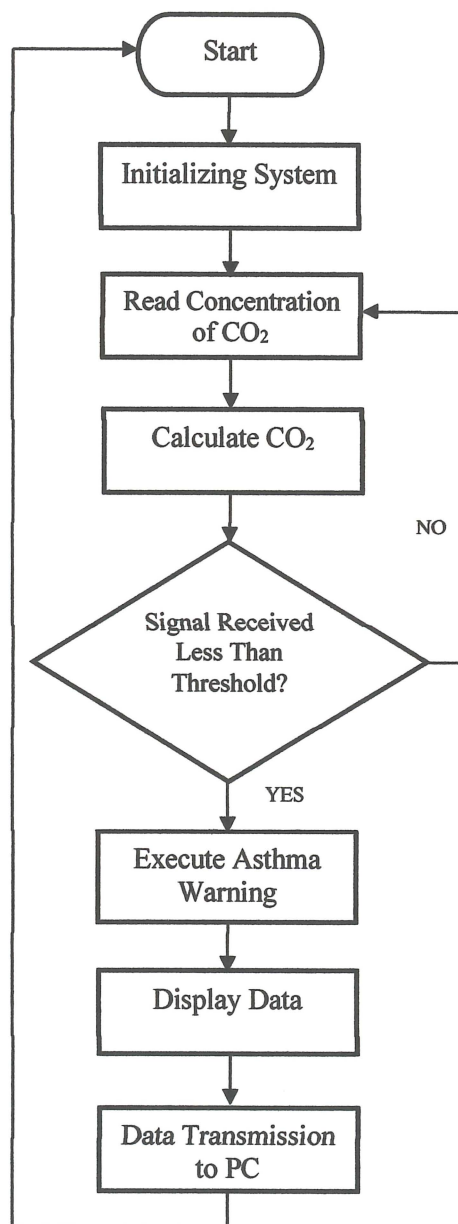 Start
Initializing System
Read Concentration
of CO₂
Calculate CO₂
NO
Signal Received
Less Than
Threshold?
YES
Execute Asthma
Warning
Display Data
Data Transmission
to PC